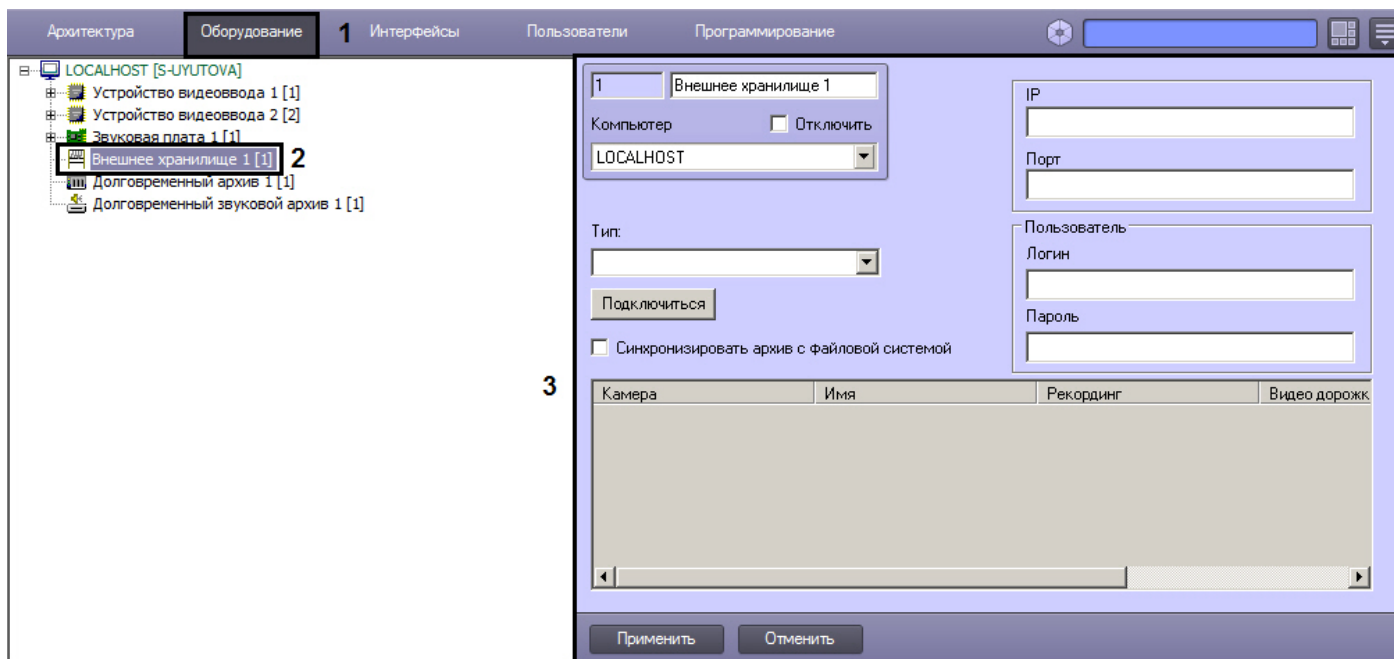 Архитектура Оборудование 1 Интерфейсы Пользователи Программирование
LOCALHOST [S-UYUTOVA]
Устройство видеоввода 1 [1]
Устройство видеоввода 2 [2]
Звуковая плата 1 [1]
Внешнее хранилище 1 [1] 2
Долговременный архив 1 [1]
Долговременный звуковой архив 1 [1]
3
1 Внешнее хранилище 1
Компьютер Отключить
LOCALHOST
IP
Порт
Тип:
Подключиться
Синхронизировать архив с файловой системой
Пользователь
Логин
Пароль
Камера Имя Рекординг Видео дорожк
Применить Отменить